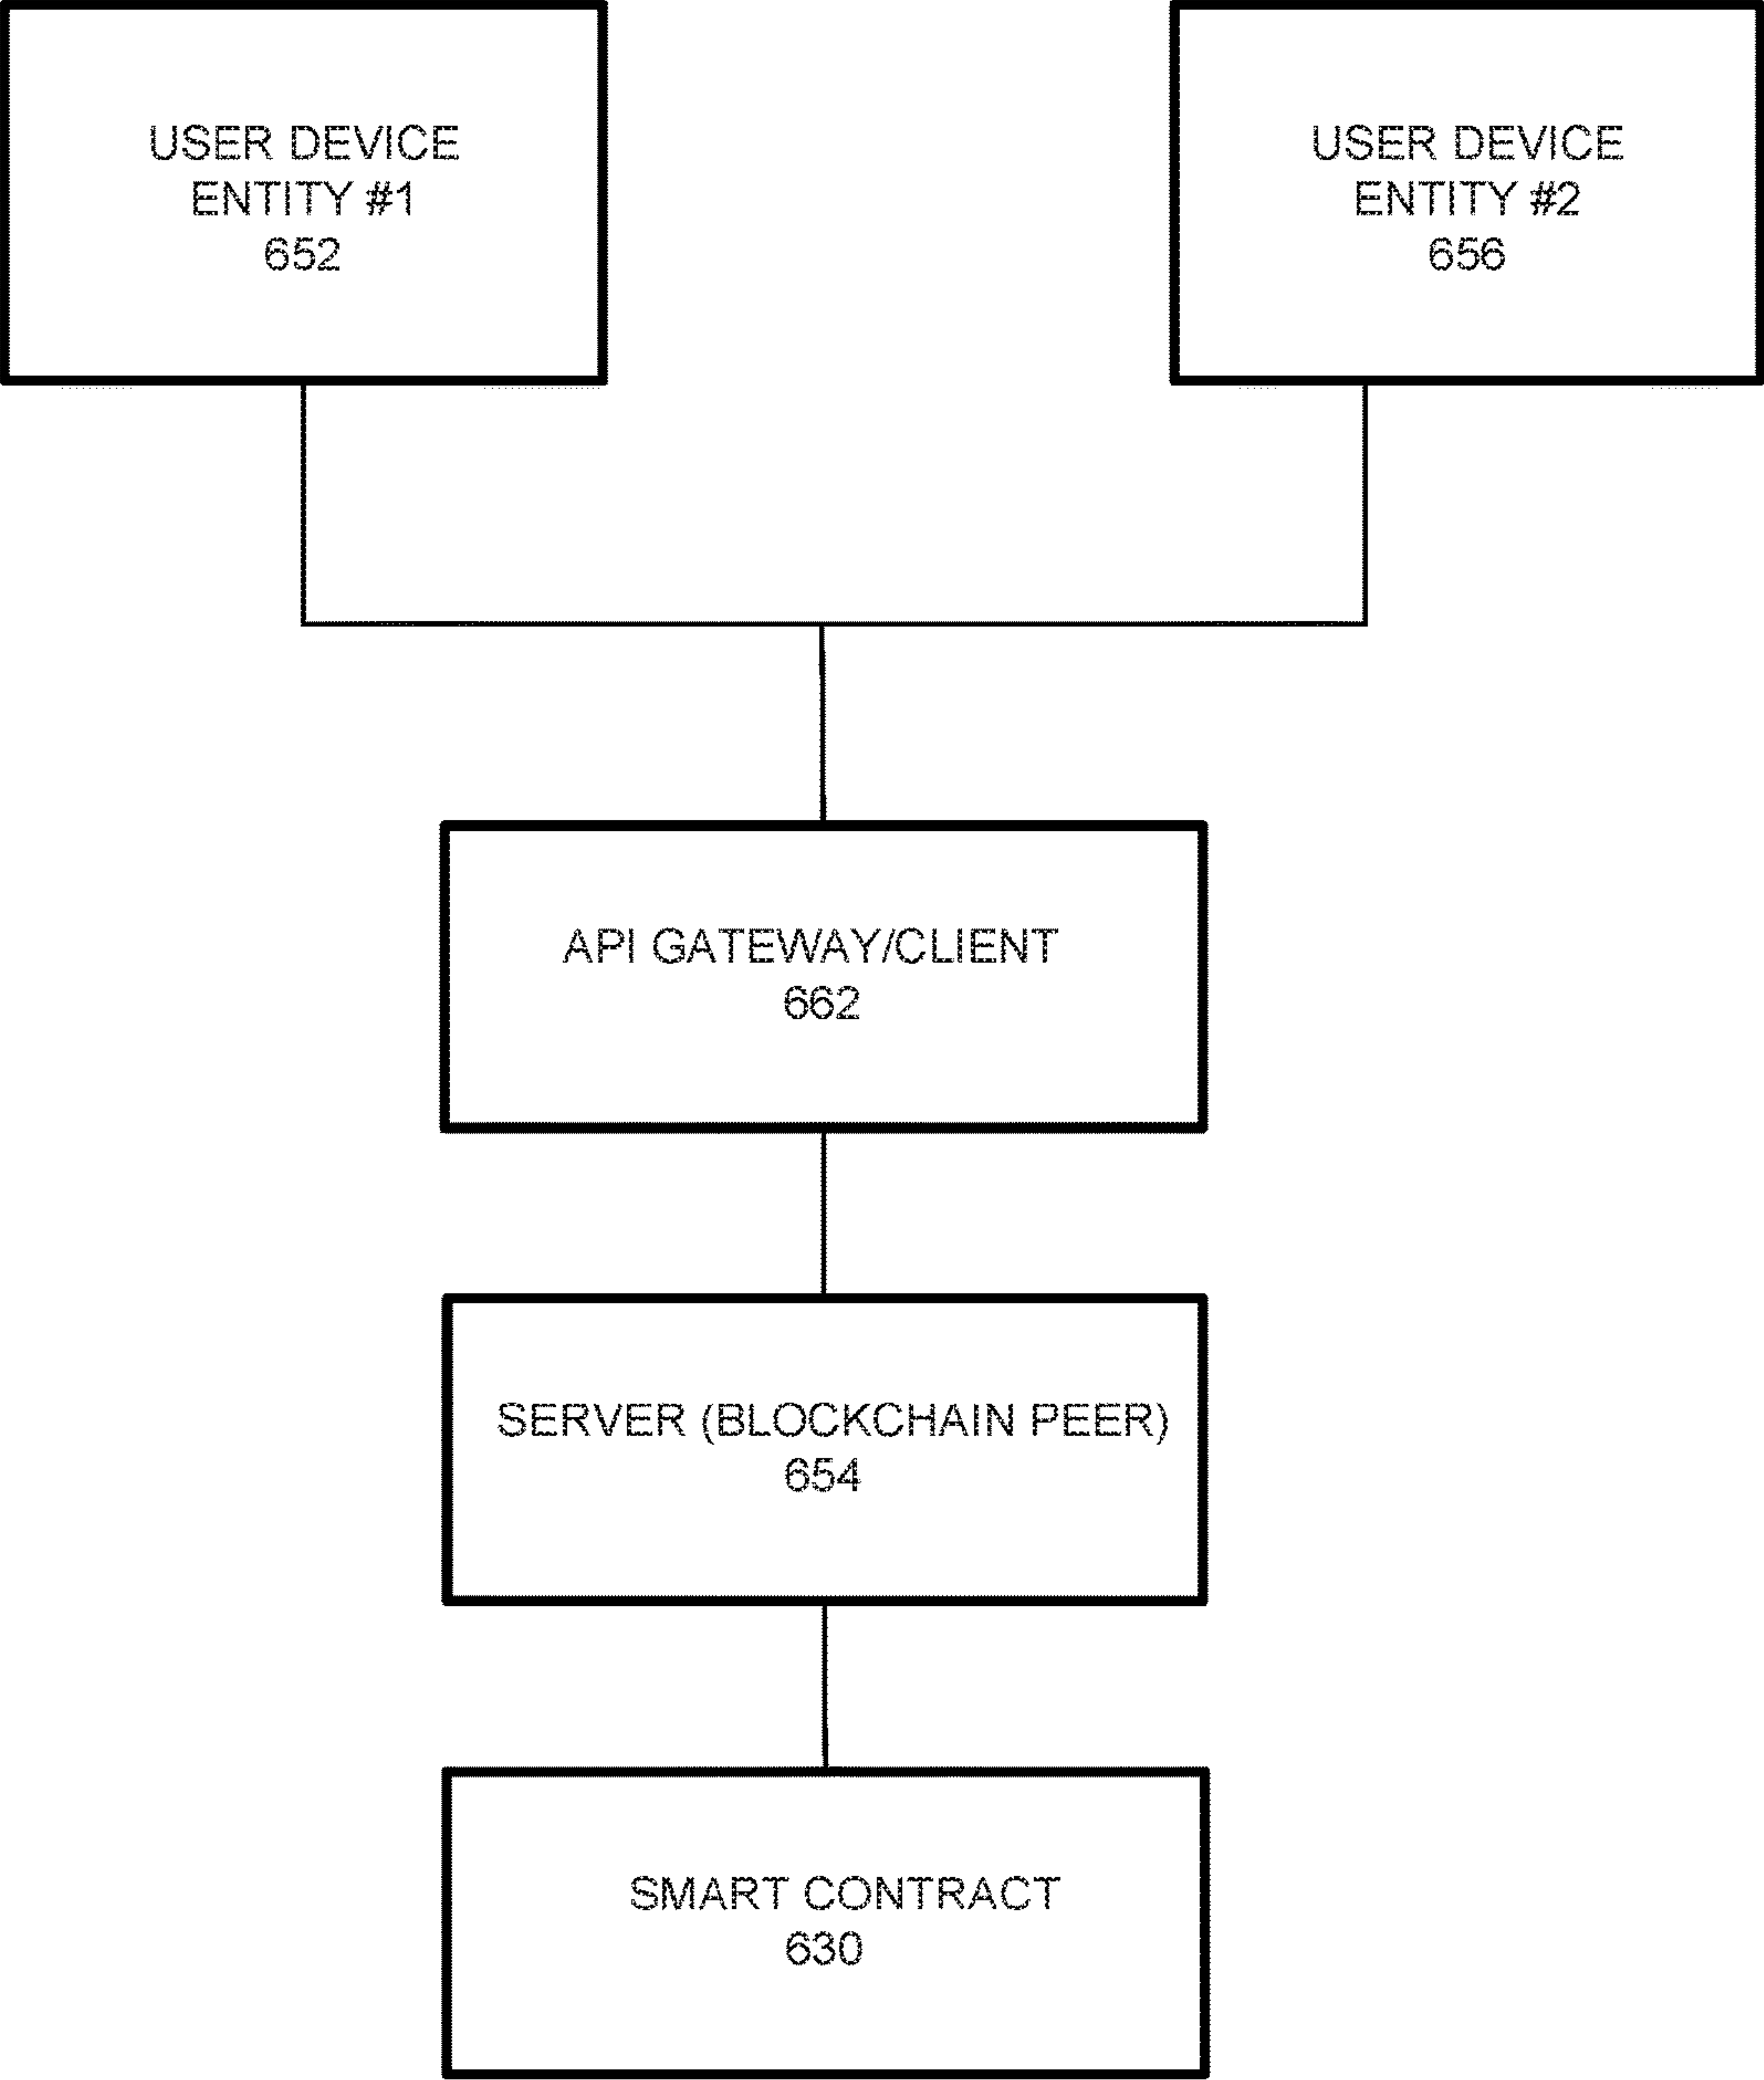 USER DEVICE
ENTITY #1
652
USER DEVICE
ENTITY #2
656
API GATEWAY/CLIENT
662
SERVER (BLOCKCHAIN PEER)
654
SMART CONTRACT
630